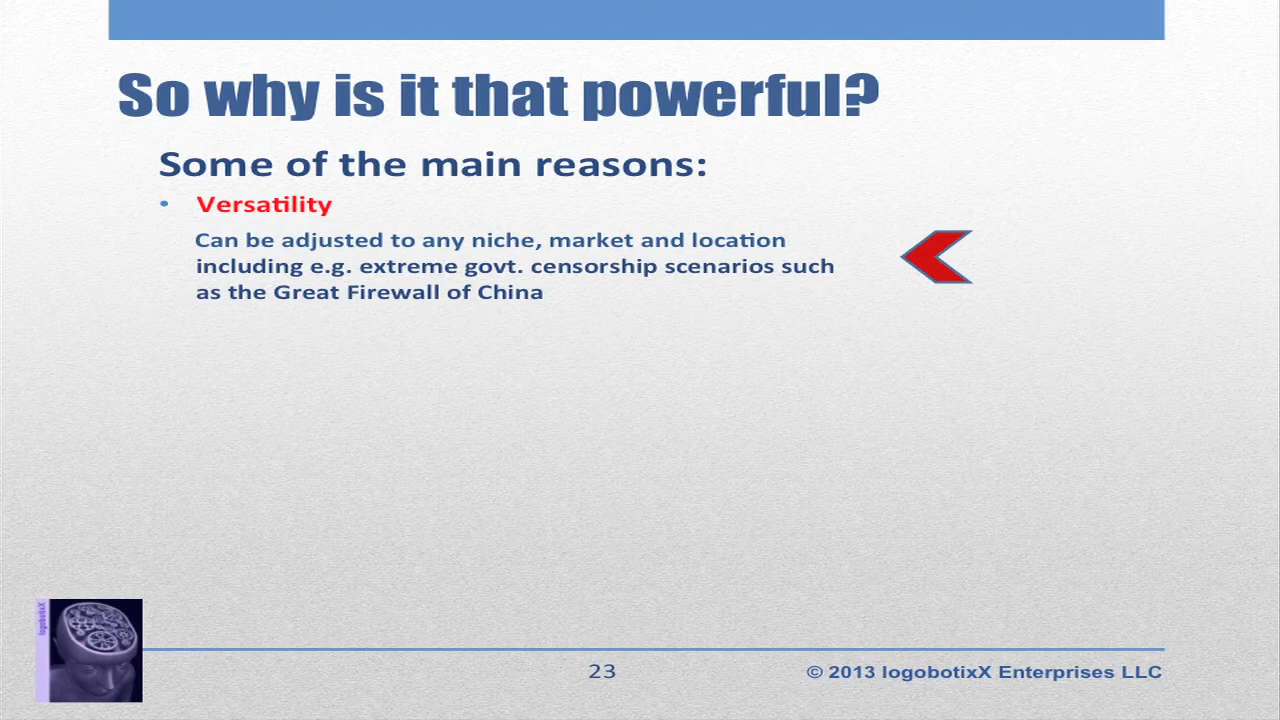 So why is it that powerful?
Some of the main reasons:
• Versatility
Can be adjusted to any niche, market and location
including e.g. extreme govt. censorship scenarios such
as the Great Firewall of China
logobotixX
23
© 2013 logobotixX Enterprises LLC